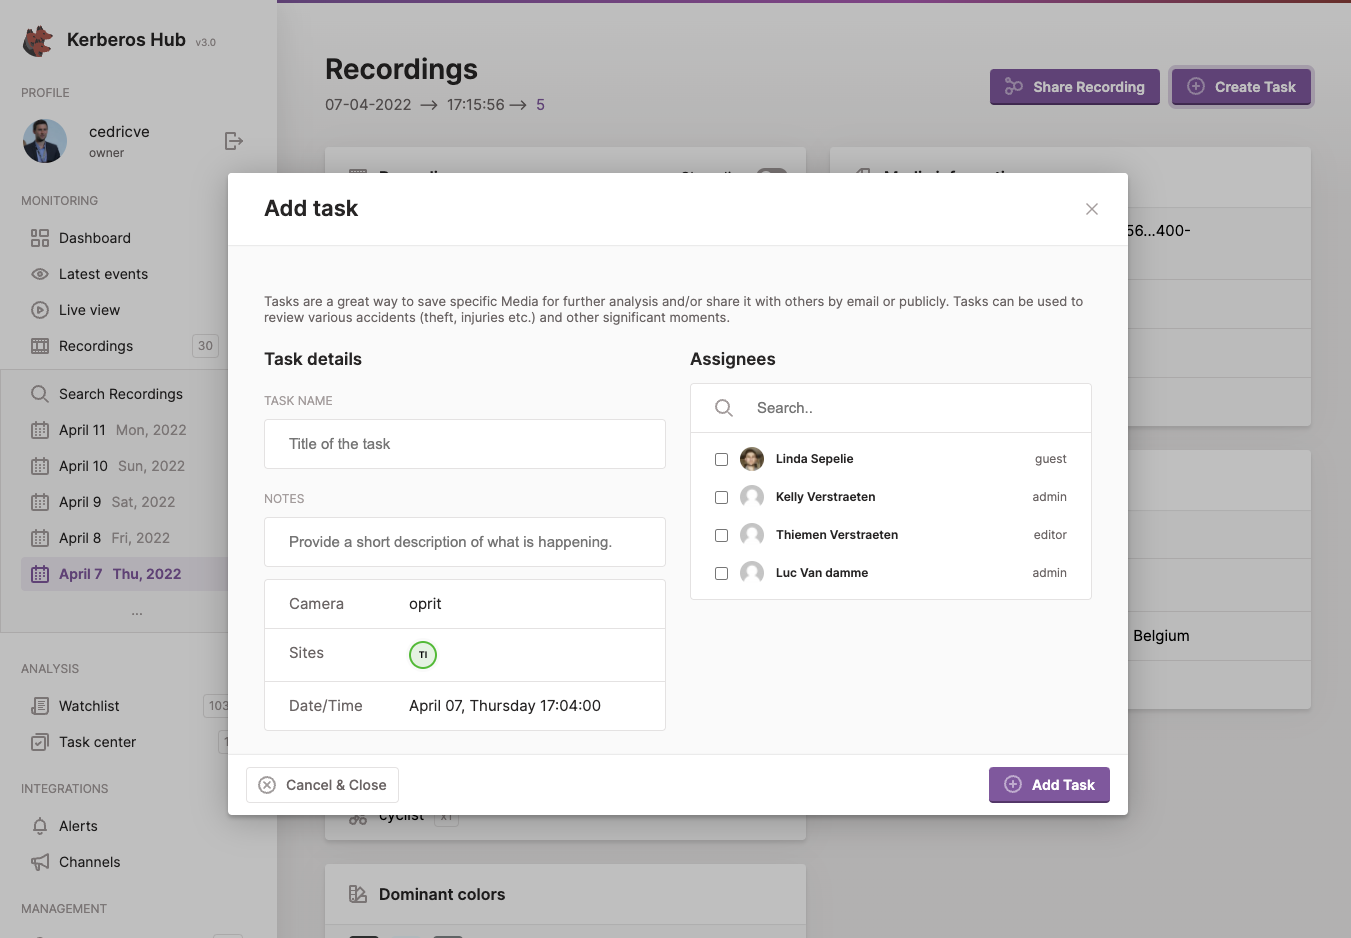 Kerberos Hub v3.0
PROFILE
cedricve
owner
MONITORING
Dashboard
Latest events
Live view
Recordings 30
Search Recordings
April 11 Mon, 2022
April 10 Sun, 2022
April 9 Sat, 2022
April 8 Fri, 2022
April 7 Thu, 2022
...
ANALYSIS
Watchlist 103
Task center
INTEGRATIONS
Alerts
Channels
MANAGEMENT
Recordings
07-04-2022 → 17:15:56 → 5
Share Recording
Create Task
56...400-
Belgium
Add task
Tasks are a great way to save specific Media for further analysis and/or share it with others by email or publicly. Tasks can be used to
review various accidents (theft, injuries etc.) and other significant moments.
Task details
TASK NAME
Title of the task
NOTES
Provide a short description of what is happening.
Camera oprit
Sites TI
Date/Time April 07, Thursday 17:04:00
Assignees
Search..
Linda Sepelie guest
Kelly Verstraeten admin
Thiemen Verstraeten editor
Luc Van damme admin
Cancel & Close
Add Task
cyclist x1
Dominant colors